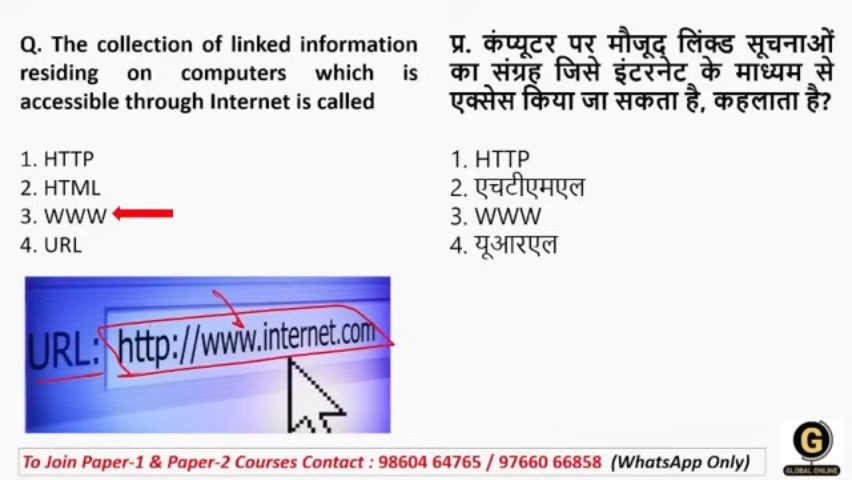 Q. The collection of linked information
residing on computers which is
accessible through Internet is called
1. HTTP
2. HTML
3. WWW
4. URL
प्र. कंप्यूटर पर मौजूद लिंक्ड सूचनाओं
का संग्रह जिसे इंटरनेट के माध्यम से
एक्सेस किया जा सकता है, कहलाता है?
1. HTTP
2. एचटीएमएल
3. WWW
4. यूआरएल
URL: http://www.internet.com
To Join Paper-1 & Paper-2 Courses Contact : 98604 64765 / 97660 66858 (WhatsApp Only)
G
GLOBAL ONLINE